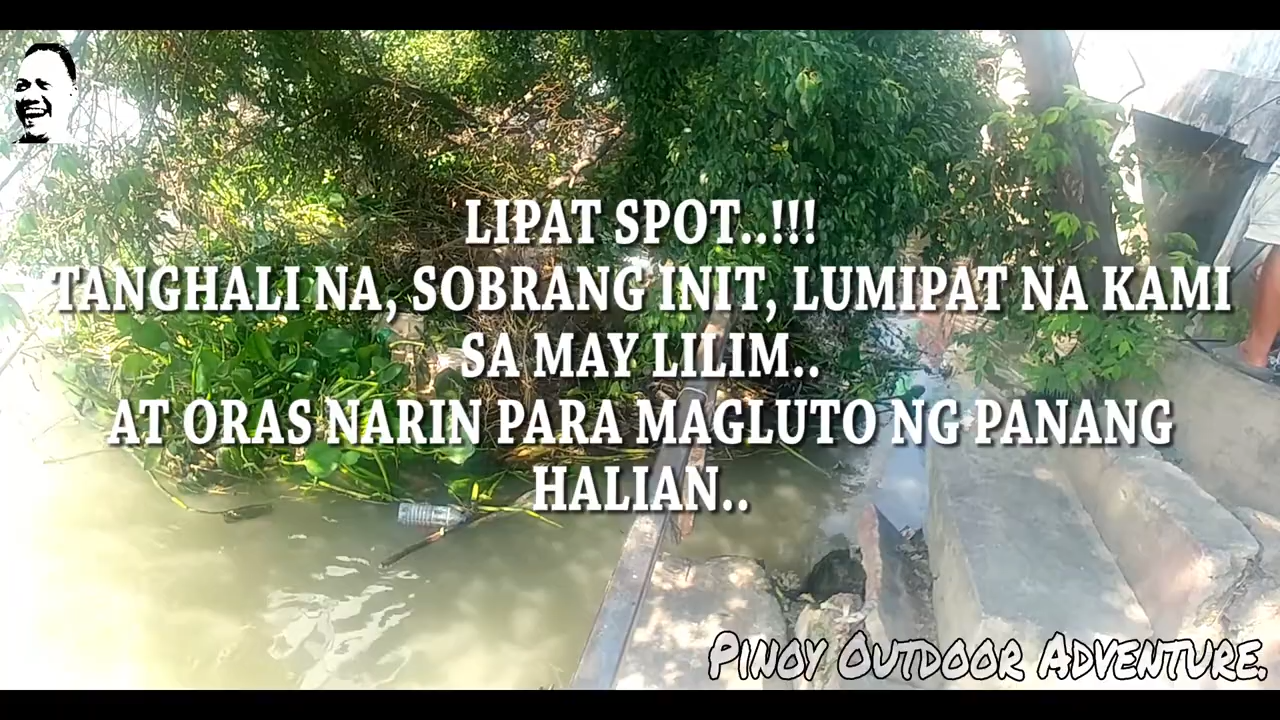 LIPAT SPOT..!!!
TANGHALI NA, SOBRANG INIT, LUMIPAT NA KAMI
SA MAY LILIM..
AT ORAS NARIN PARA MAGLUTO NG PANANG
HALIAN..
PINOY OUTDOOR ADVENTURE.